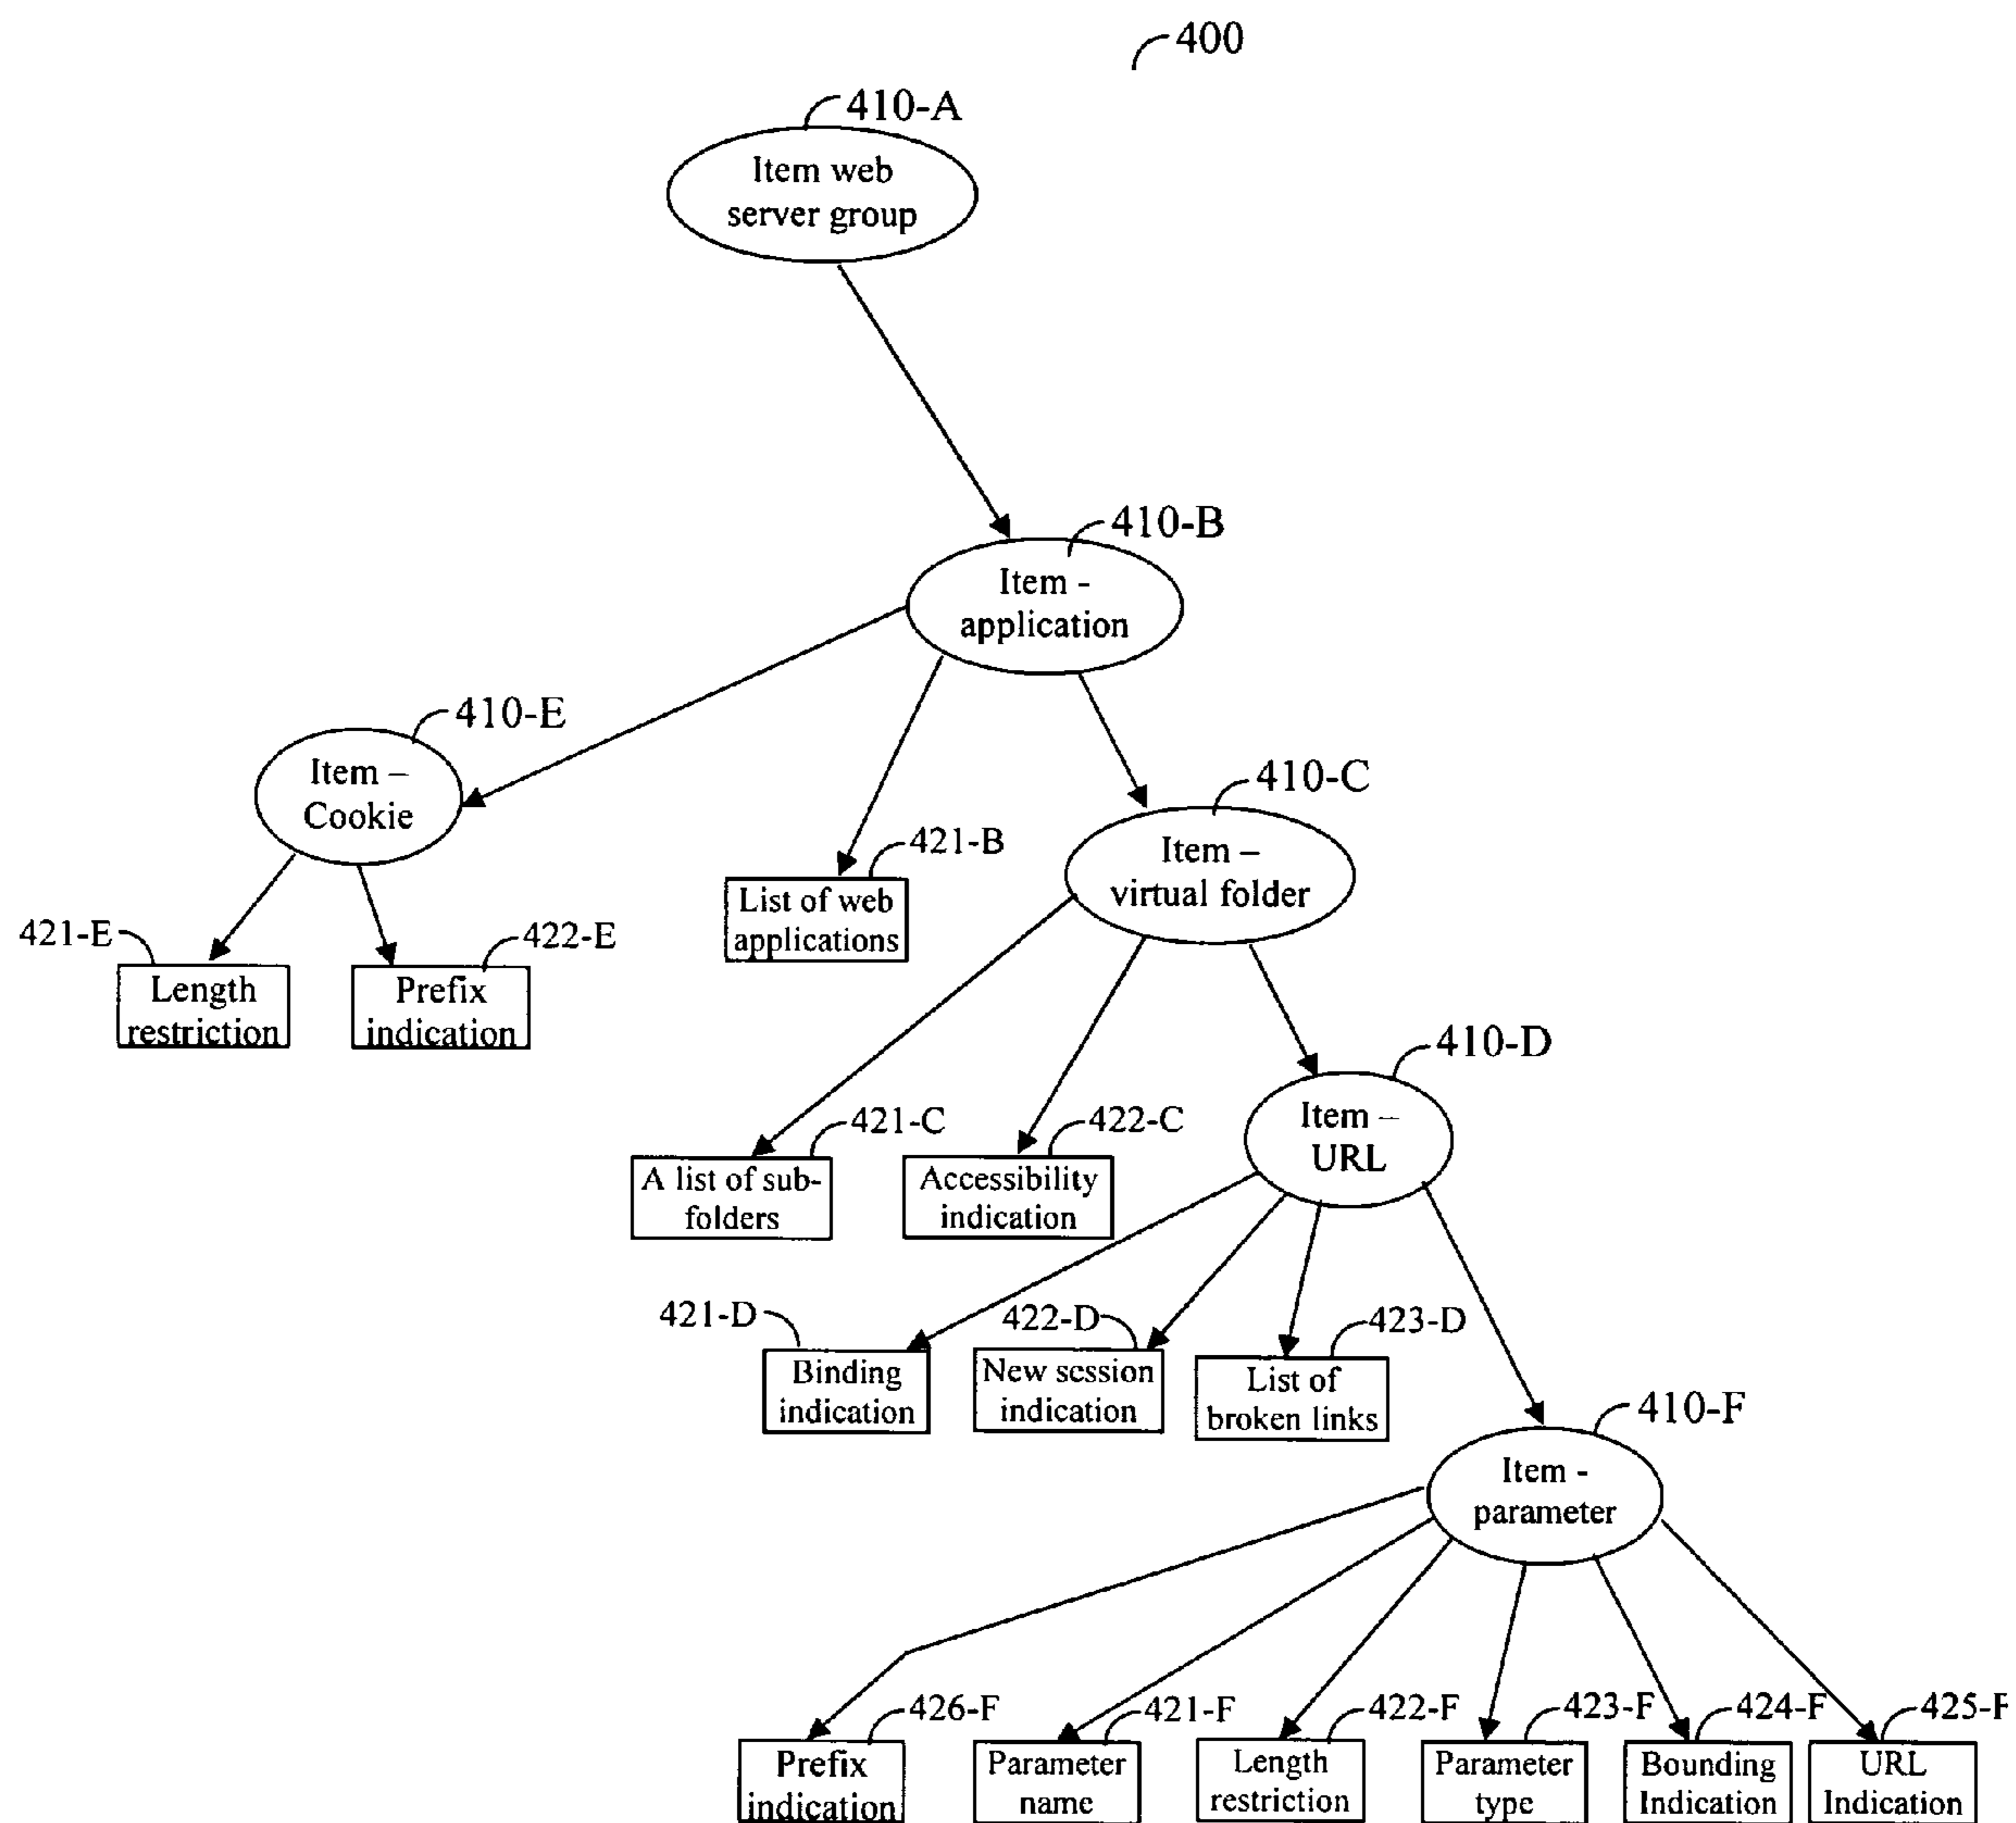 400
410-A
Item web
server group
410-B
Item -
application
410-E
Item –
Cookie
410-C
Item –
virtual folder
421-B
List of web
applications
421-E
Length
restriction
422-E
Prefix
indication
410-D
Item –
URL
421-C
A list of sub-
folders
422-C
Accessibility
indication
421-D
Binding
indication
422-D
New session
indication
423-D
List of
broken links
410-F
Item -
parameter
426-F
Prefix
indication
421-F
Parameter
name
422-F
Length
restriction
423-F
Parameter
type
424-F
Bounding
Indication
425-F
URL
Indication